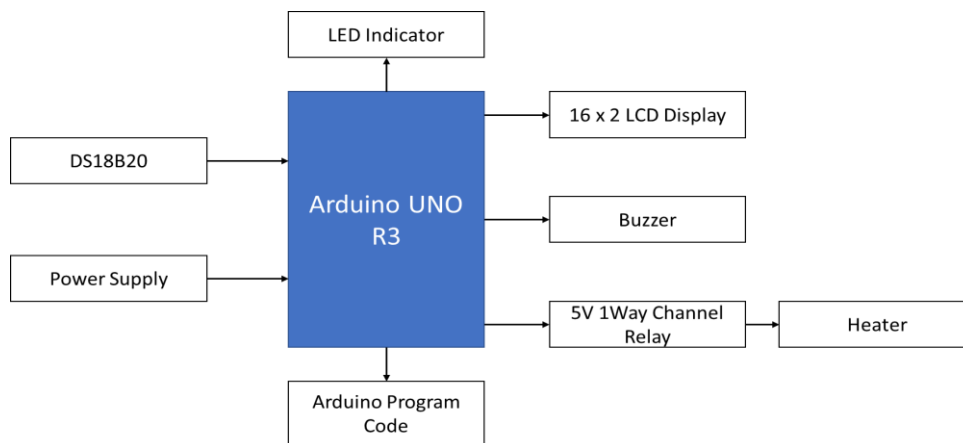 LED Indicator
16 x 2 LCD Display
DS18B20
Arduino UNO
R3
Buzzer
Power Supply
5V 1Way Channel
Relay
Heater
Arduino Program
Code